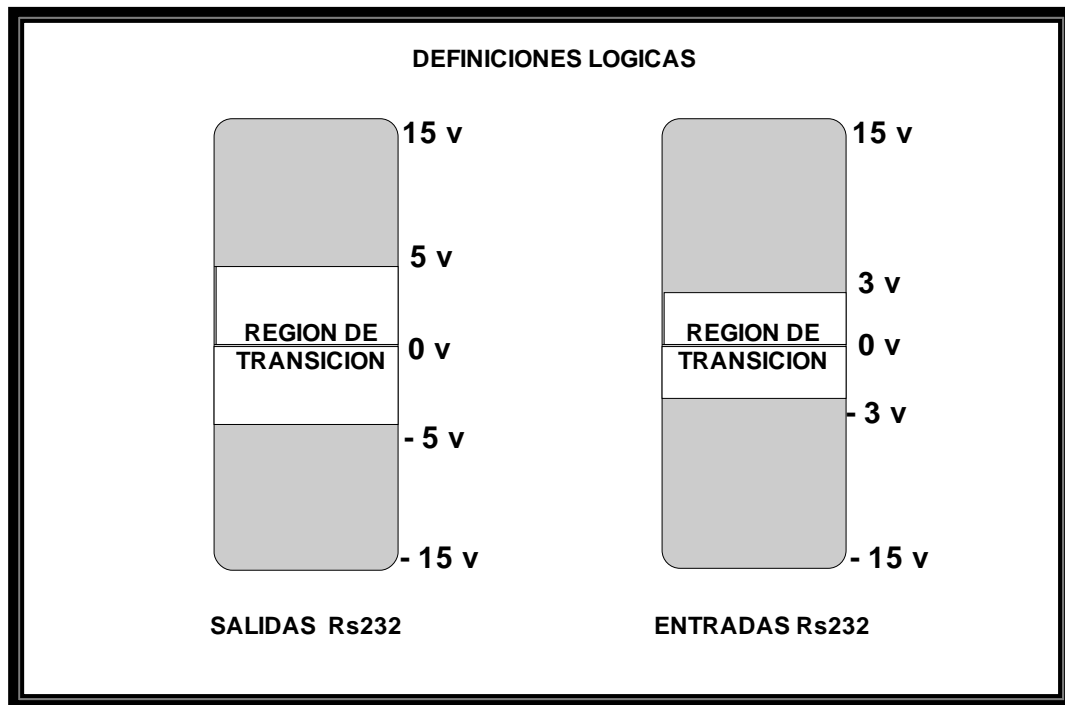 DEFINICIONES LOGICAS
15 v
5 v
REGION DE
TRANSICION
0 v
- 5 v
- 15 v
SALIDAS Rs232
15 v
3 v
REGION DE
TRANSICION
0 v
- 3 v
- 15 v
ENTRADAS Rs232